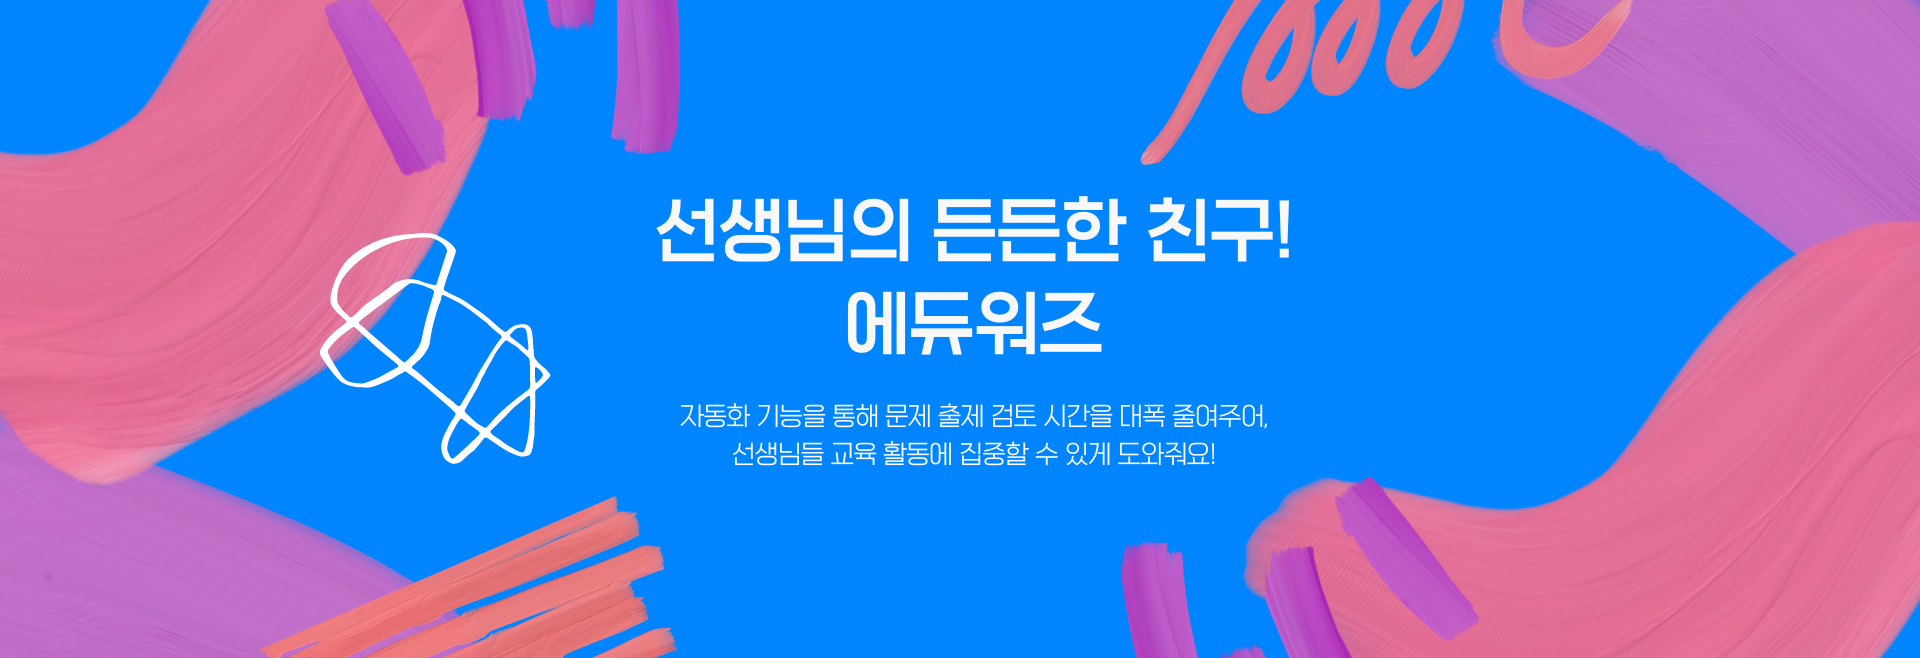 선생님의 든든한 친구!
에듀워즈
자동화 기능을 통해 문제 출제 검토 시간을 대폭 줄여주어,
선생님들 교육 활동에 집중할 수 있게 도와줘요!